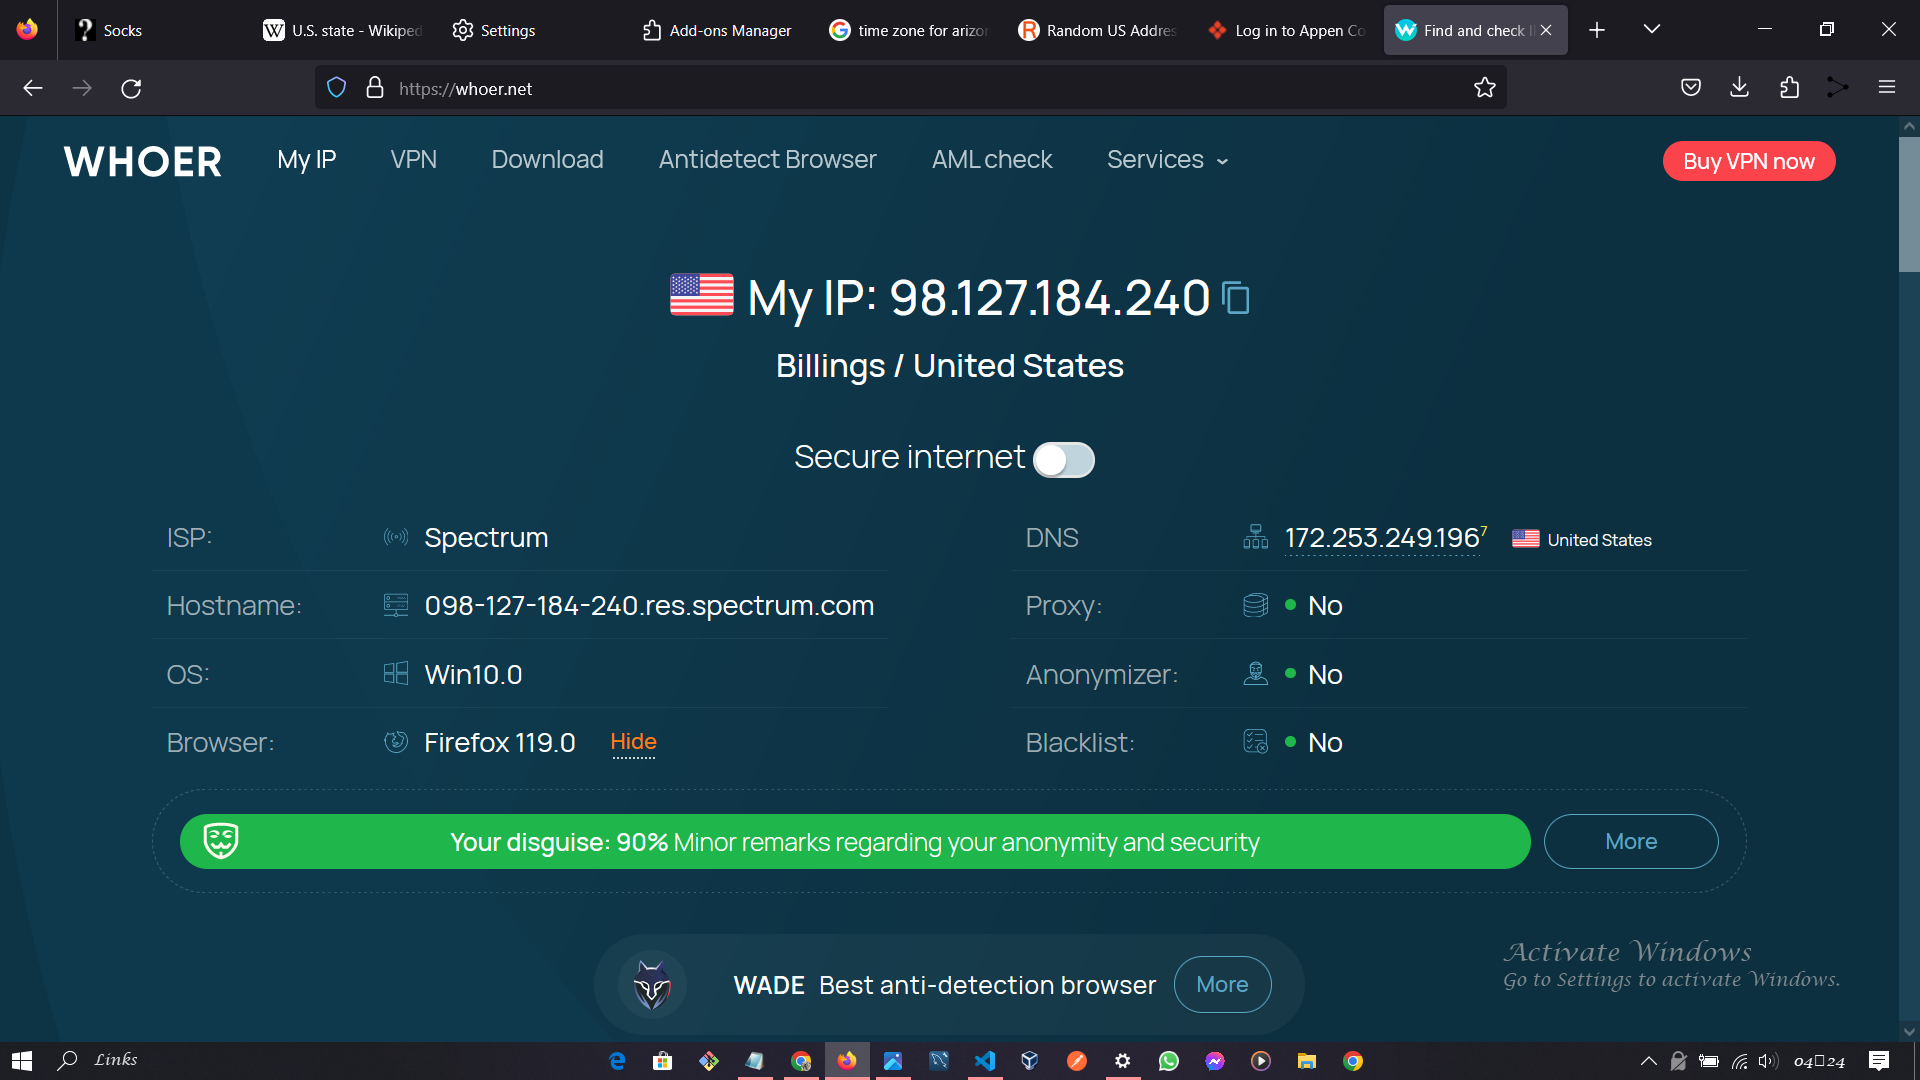 Socks
U.S. state - Wikiped
Settings
Add-ons Manager
time zone for arizon
Random US Addres
Log in to Appen Co
Find and check I
https://whoer.net
WHOER
My IP
VPN
Download
Antidetect Browser
AML check
Services
Buy VPN now
My IP: 98.127.184.240
Billings / United States
Secure internet
ISP: Spectrum
DNS 172.253.249.196 7 United States
Hostname: 098-127-184-240.res.spectrum.com
Proxy: No
OS: Win10.0
Anonymizer: No
Browser: Firefox 119.0 Hide
Blacklist: No
Your disguise: 90% Minor remarks regarding your anonymity and security
More
WADE Best anti-detection browser
More
Activate Windows
Go to Settings to activate Windows.
Links
04▯24